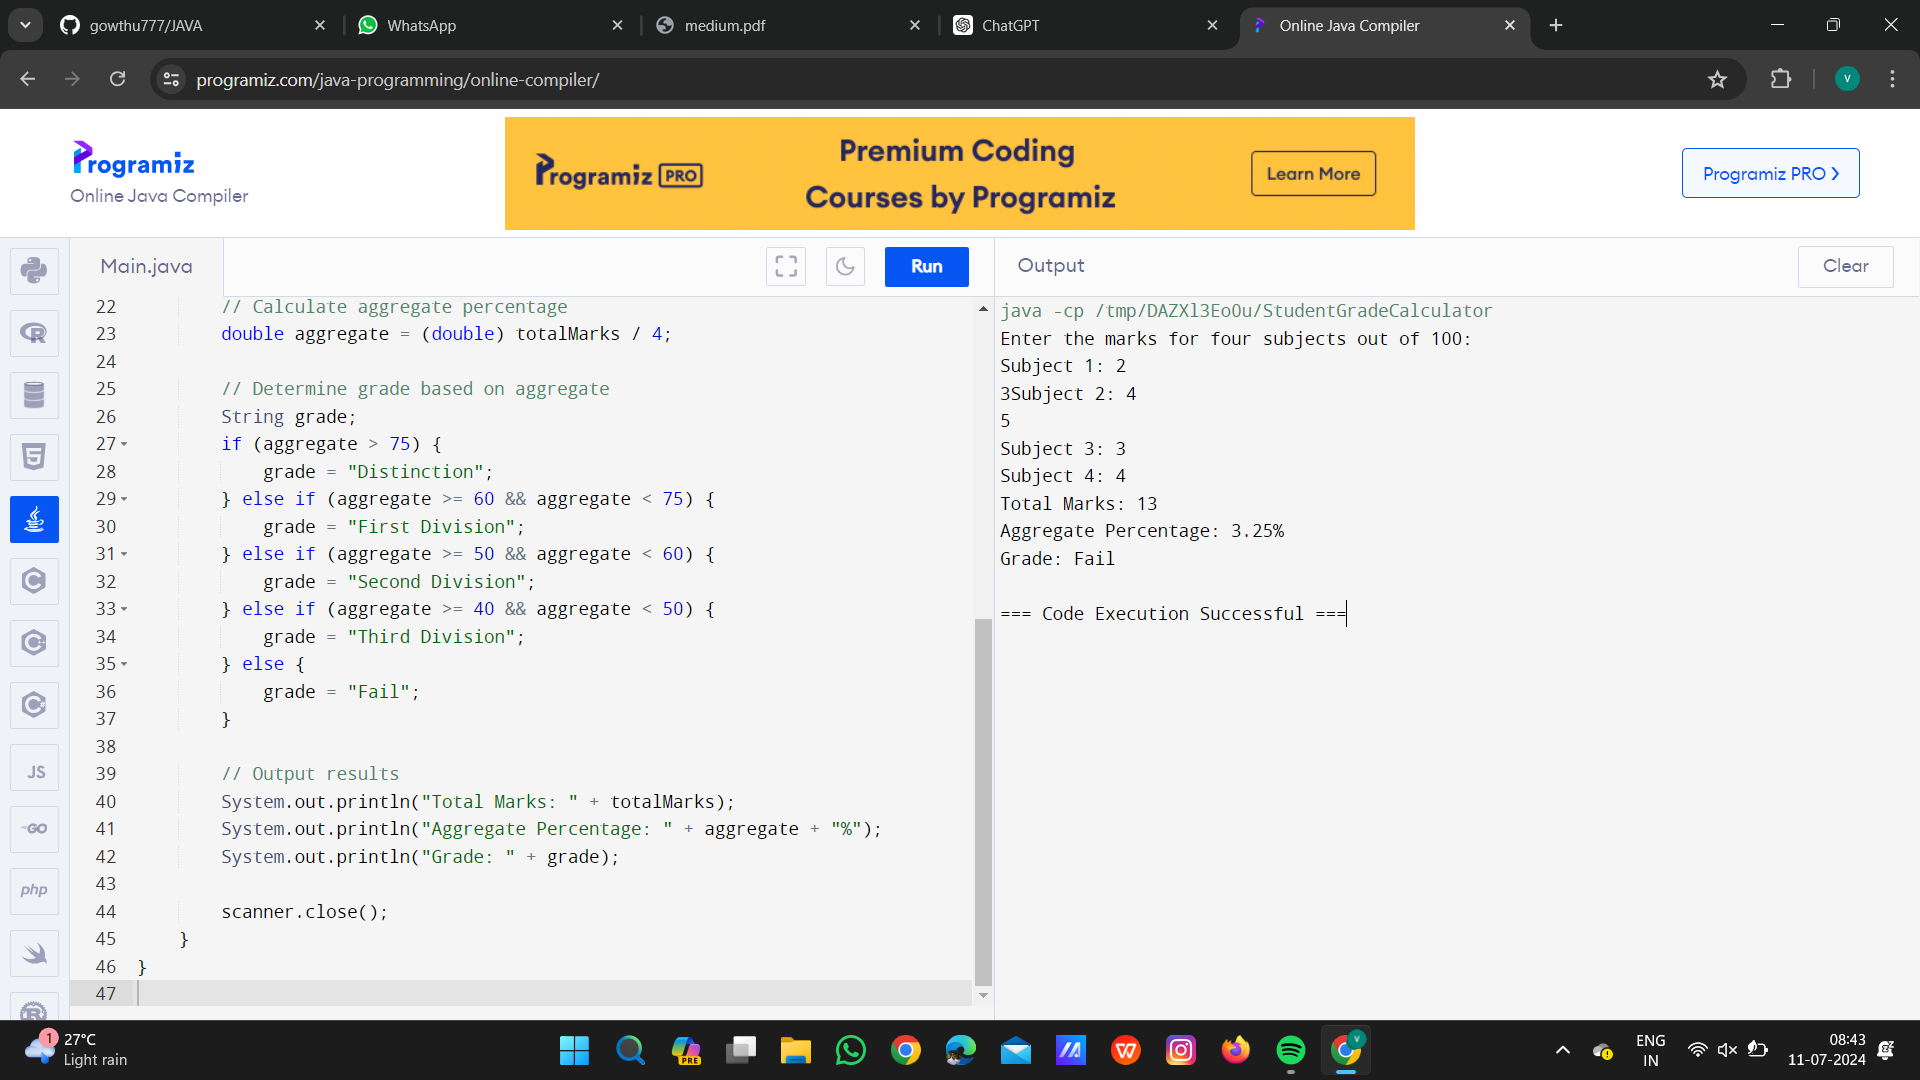 gowthu777/JAVA
WhatsApp
medium.pdf
ChatGPT
Online Java Compiler
programiz.com/java-programming/online-compiler/
V
Programiz
Online Java Compiler
Programiz PRO
Premium Coding
Courses by Programiz
Learn More
Programiz PRO
Main.java
Run
Output
Clear
22 // Calculate aggregate percentage
23 double aggregate = (double) totalMarks / 4;
24
25 // Determine grade based on aggregate
26 String grade;
27 if (aggregate > 75) {
28 grade = "Distinction";
29 } else if (aggregate >= 60 && aggregate < 75) {
30 grade = "First Division";
31 } else if (aggregate >= 50 && aggregate < 60) {
32 grade = "Second Division";
33 } else if (aggregate >= 40 && aggregate < 50) {
34 grade = "Third Division";
35 } else {
36 grade = "Fail";
37 }
38
39 // Output results
40 System.out.println("Total Marks: " + totalMarks);
41 System.out.println("Aggregate Percentage: " + aggregate + "%");
42 System.out.println("Grade: " + grade);
43
44 scanner.close();
45 }
46 }
47
java -cp /tmp/DAZXl3EoOu/StudentGradeCalculator
Enter the marks for four subjects out of 100:
Subject 1: 2
3Subject 2: 4
5
Subject 3: 3
Subject 4: 4
Total Marks: 13
Aggregate Percentage: 3.25%
Grade: Fail
=== Code Execution Successful ===
JS
GO
php
1
27°C
Light rain
PRE
ENG
IN
08:43
11-07-2024